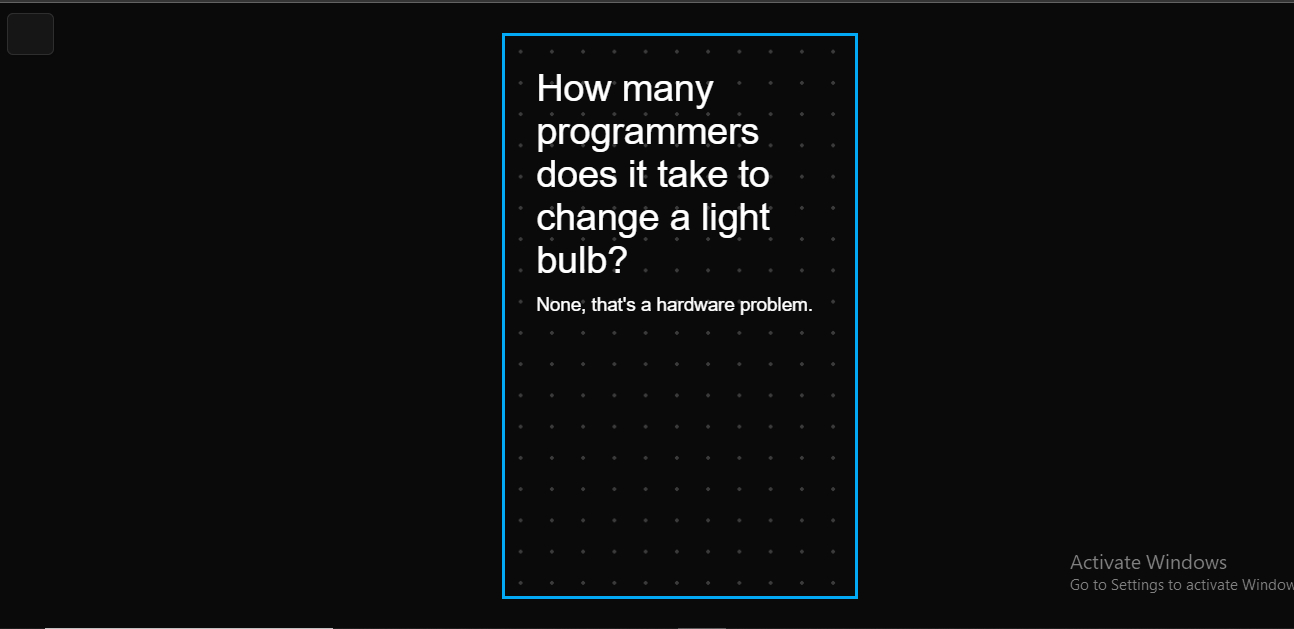 How many
programmers
does it take to
change a light
bulb?
None, that's a hardware problem.
Activate Windows
Go to Settings to activate Window